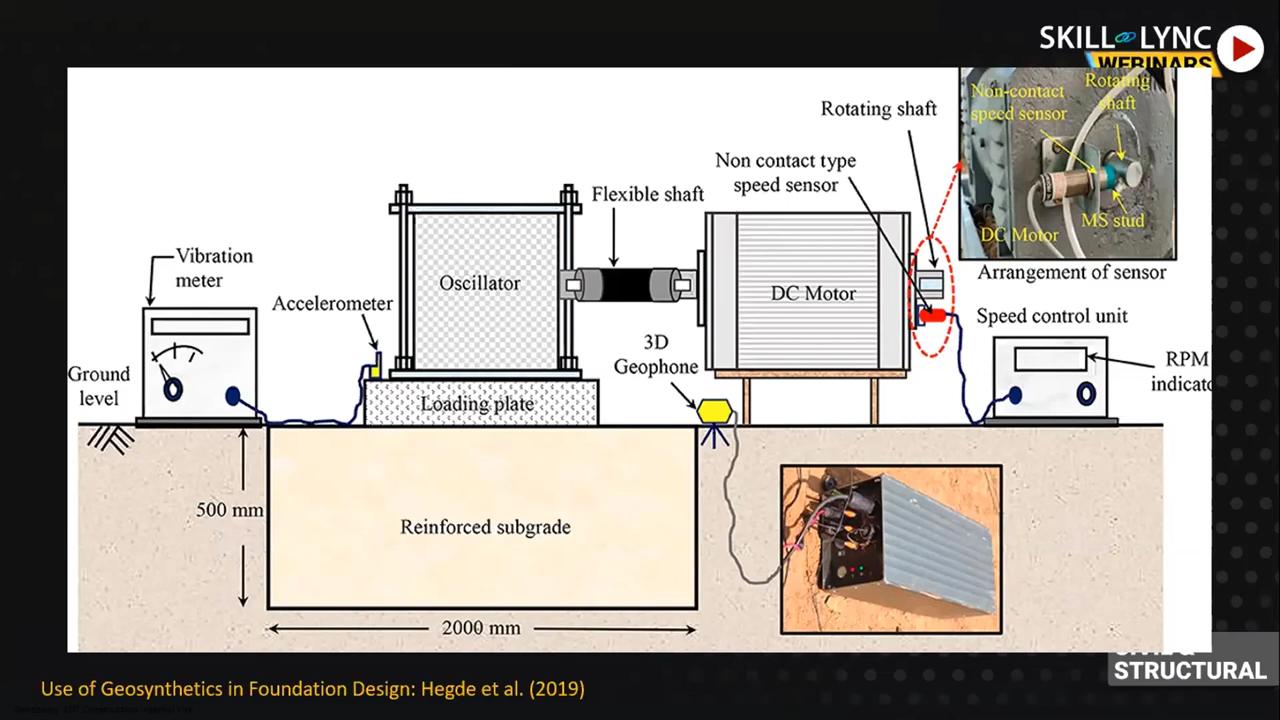 SKILL LYNC
WEBINARS
Rotating shaft
Non contact type
speed sensor
Flexible shaft
Non-contact
speed sensor
Rotating
shaft
MS stud
DC Motor
Arrangement of sensor
Vibration
meter
Accelerometer
Oscillator
DC Motor
Speed control unit
3D
Geophone
RPM
Ground
level
Loading plate
500 mm
Reinforced subgrade
2000 mm
STRUCTURAL
Use of Geosynthetics in Foundation Design: Hegde et al. (2019)